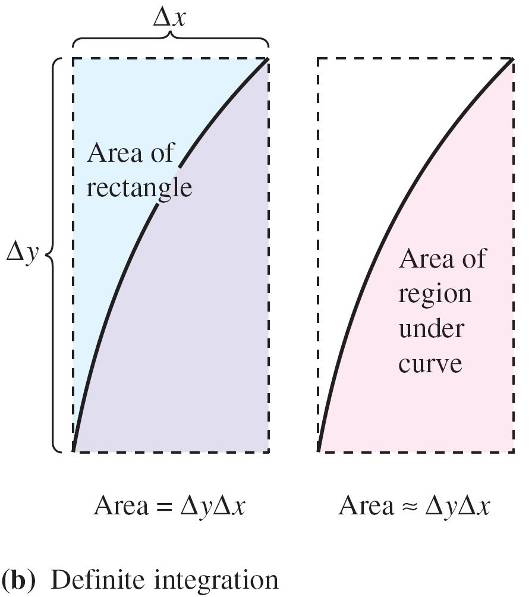 Δx
Δy
Area of
rectangle
Area of
region
under
curve
Area = ΔyΔx
Area ≈ ΔyΔx
(b) Definite integration